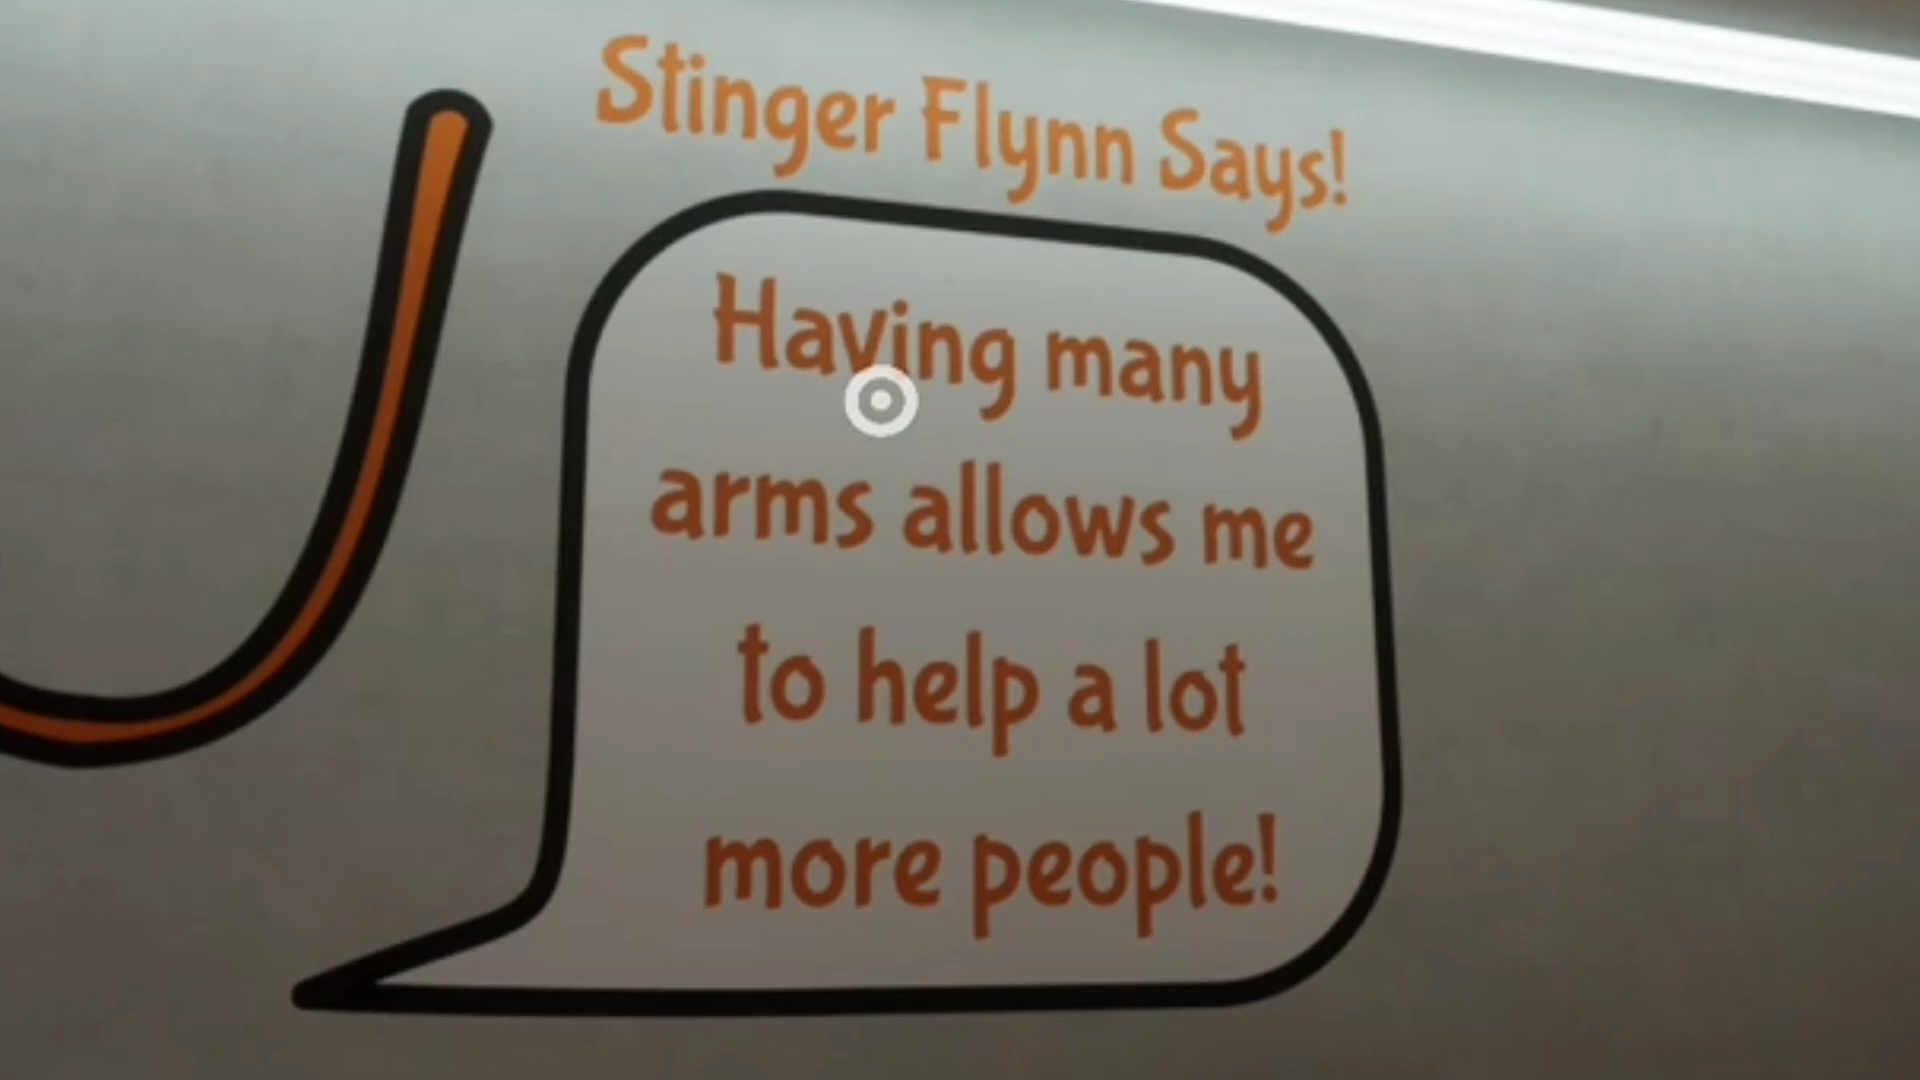 Stinger Flynn Says!
Having many
arms allows me
to help a lot
more people!